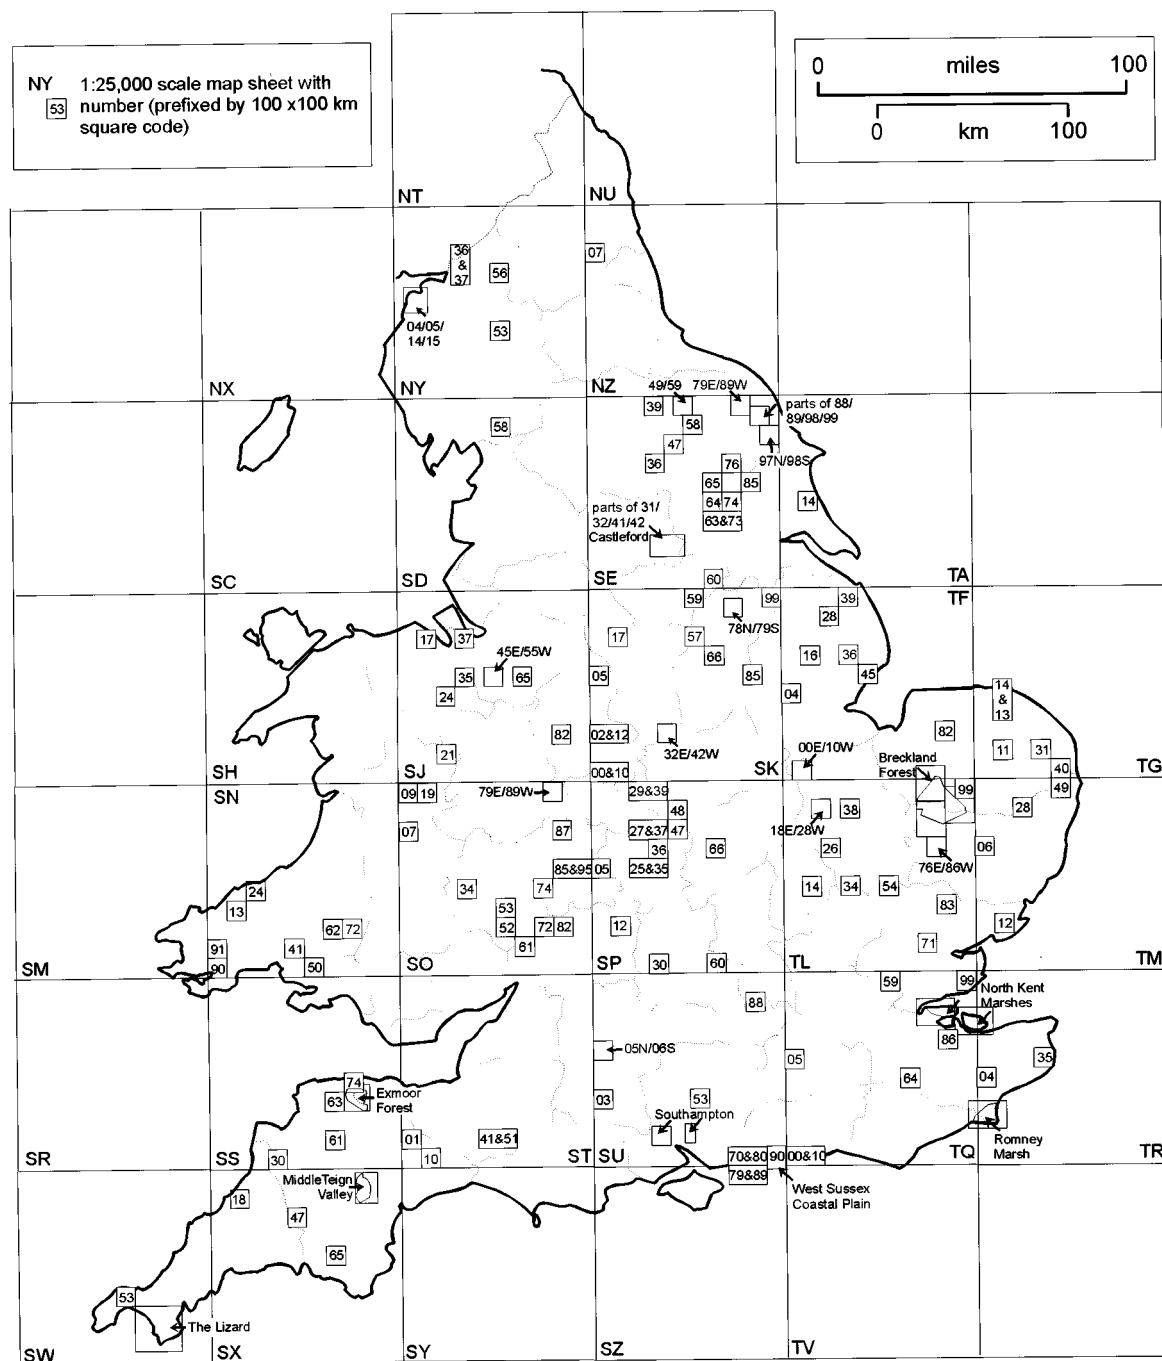 NY 1:25,000 scale map sheet with
53 number (prefixed by 100 x100 km
square code)
0 miles 100
0 km 100
NT NU
36
&
37
56
07
04/05/
14/15
53
NX NY NZ
49/59 79E/89W
39
parts of 88/
89/98/99
58
58
47
36
97N/98S
76
65 85
64 74
14
parts of 31/
32/41/42
Castleford
63&73
60
SC SD SE TA
TF
59 99 39
28
78N/79S
17 37 17 57
66 16 36
45E/55W
35 65 05 85 45
24 04
14
&
13
82 02&12
32E/42W
82
11 31
21
00E/10W
Breckland
Forest
40
SH SJ 00&10 SK TG
SN
09 19 79E/89W 29&39 99 49
48 38 28
18E/28W
07 87 27&37 47
36 66 26 06
76E/86W
85&95 05 25&35
24 34 74 14 34 54
13 53 83
62 72 52 72 82 12 12
91 41 61 71
90 50 30 60
SM SO SP TL TM
59 99
North Kent
Marshes
88
86
05N/06S
05 35
74 64 04
63 Exmoor
Forest
03 53
Southampton
61 01 41&51
Romney
Marsh
30 10 70&80 90 00&10
SR SS ST SU TQ TR
79&89
Middle Teign
Valley
West Sussex
Coastal Plain
18
47
65
53
The Lizard
SW SX SY SZ TV